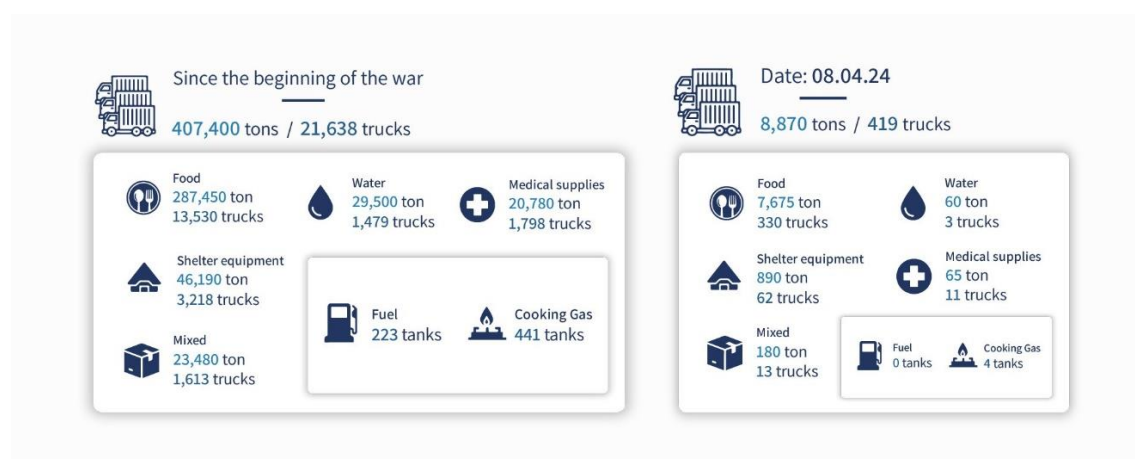 Since the beginning of the war
407,400 tons / 21,638 trucks
Food
287,450 ton
13,530 trucks
Water
29,500 ton
1,479 trucks
Medical supplies
20,780 ton
1,798 trucks
Shelter equipment
46,190 ton
3,218 trucks
Mixed
23,480 ton
1,613 trucks
Fuel
223 tanks
Cooking Gas
441 tanks
Date: 08.04.24
8,870 tons / 419 trucks
Food
7,675 ton
330 trucks
Water
60 ton
3 trucks
Shelter equipment
890 ton
62 trucks
Medical supplies
65 ton
11 trucks
Mixed
180 ton
13 trucks
Fuel
0 tanks
Cooking Gas
4 tanks